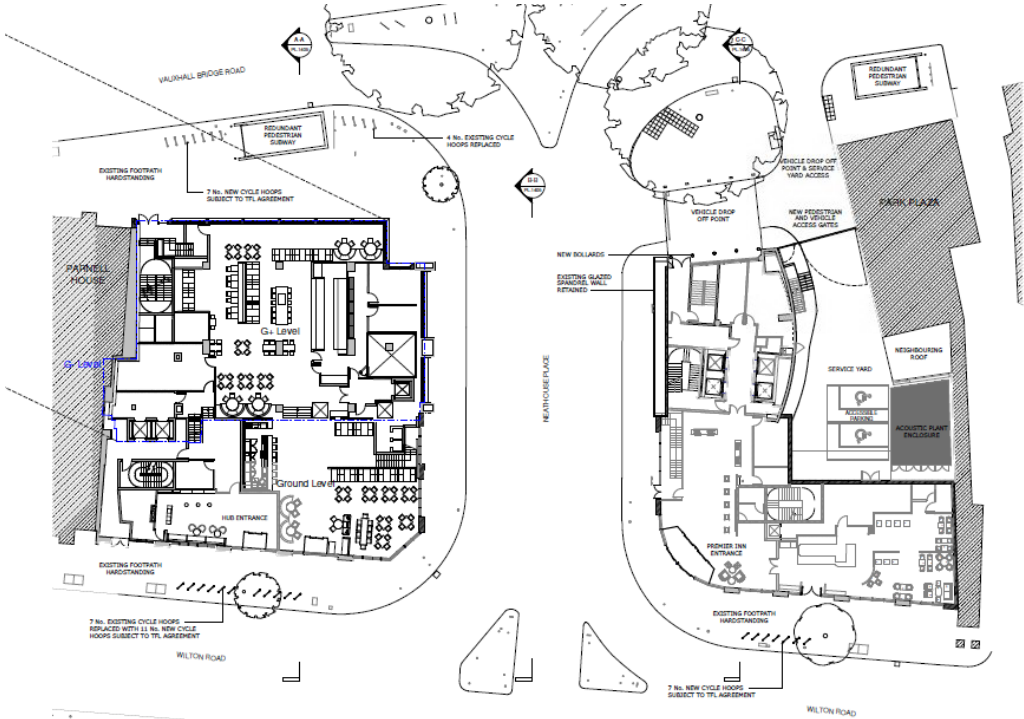 A-A
C-C
VAUXHALL BRIDGE ROAD
REDUNDANT
PEDESTRIAN
SUBWAY
REDUNDANT
PEDESTRIAN
SUBWAY
4 No. EXISTING CYCLE
HOOPS REPLACED
EXISTING FOOTPATH
HARDSTANDING
7 No. NEW CYCLE HOOPS
SUBJECT TO TFL AGREEMENT
B-B
VEHICLE DROP OFF
POINT & SERVICE
YARD ACCESS
VEHICLE DROP
OFF POINT
NEW PEDESTRIAN
AND VEHICLE
ACCESS GATES
PARK PLAZA
NEW BOLLARDS
EXISTING GLAZED
SPANDREL WALL
RETAINED
PARNELL
HOUSE
G+ Level
G- Level
NEATHOUSE PLACE
NEIGHBOURING
ROOF
SERVICE YARD
ACCESSIBLE
PARKING
ACOUSTIC PLANT
ENCLOSURE
Ground Level
HUB ENTRANCE
PREMIER INN
ENTRANCE
EXISTING FOOTPATH
HARDSTANDING
EXISTING FOOTPATH
HARDSTANDING
7 No. EXISTING CYCLE HOOPS
REPLACED WITH 11 No. NEW CYCLE
HOOPS SUBJECT TO TFL AGREEMENT
WILTON ROAD
7 No. NEW CYCLE HOOPS
SUBJECT TO TFL AGREEMENT
WILTON ROAD